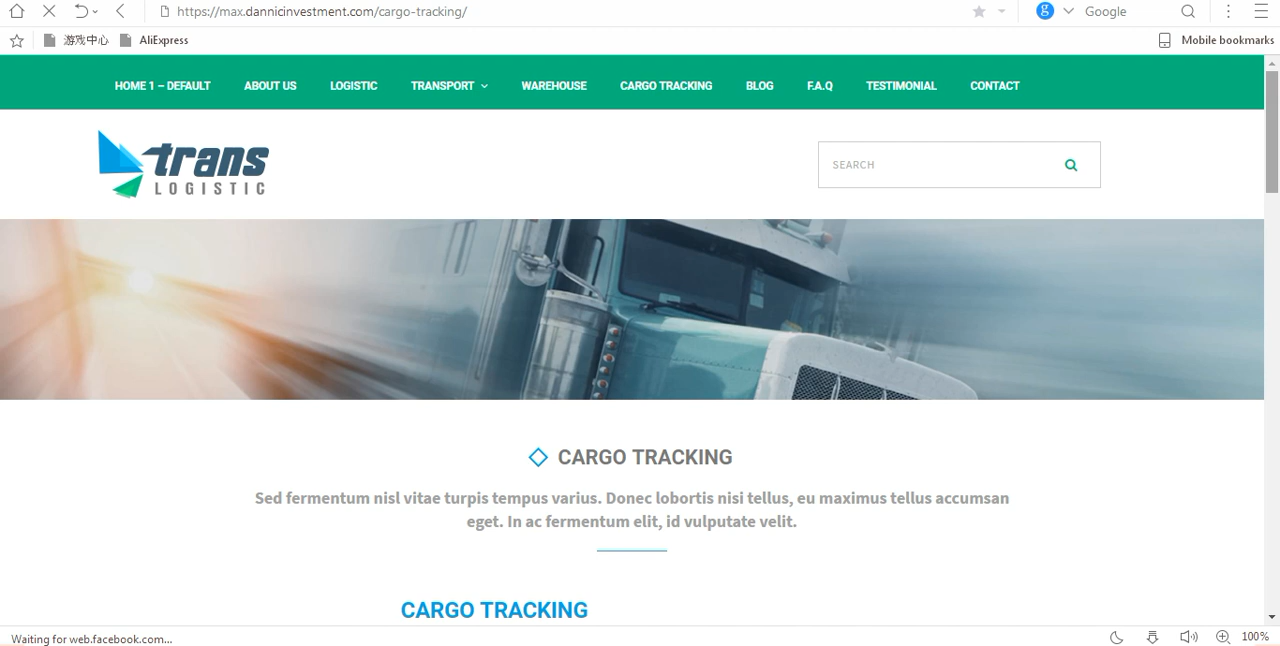 https://max.dannicinvestment.com/cargo-tracking/
Google
游戏中心
AliExpress
Mobile bookmarks
HOME 1 – DEFAULT
ABOUT US
LOGISTIC
TRANSPORT
WAREHOUSE
CARGO TRACKING
BLOG
F.A.Q
TESTIMONIAL
CONTACT
trans
LOGISTIC
SEARCH
CARGO TRACKING
Sed fermentum nisl vitae turpis tempus varius. Donec lobortis nisi tellus, eu maximus tellus accumsan
eget. In ac fermentum elit, id vulputate velit.
CARGO TRACKING
Waiting for web.facebook.com...
100%